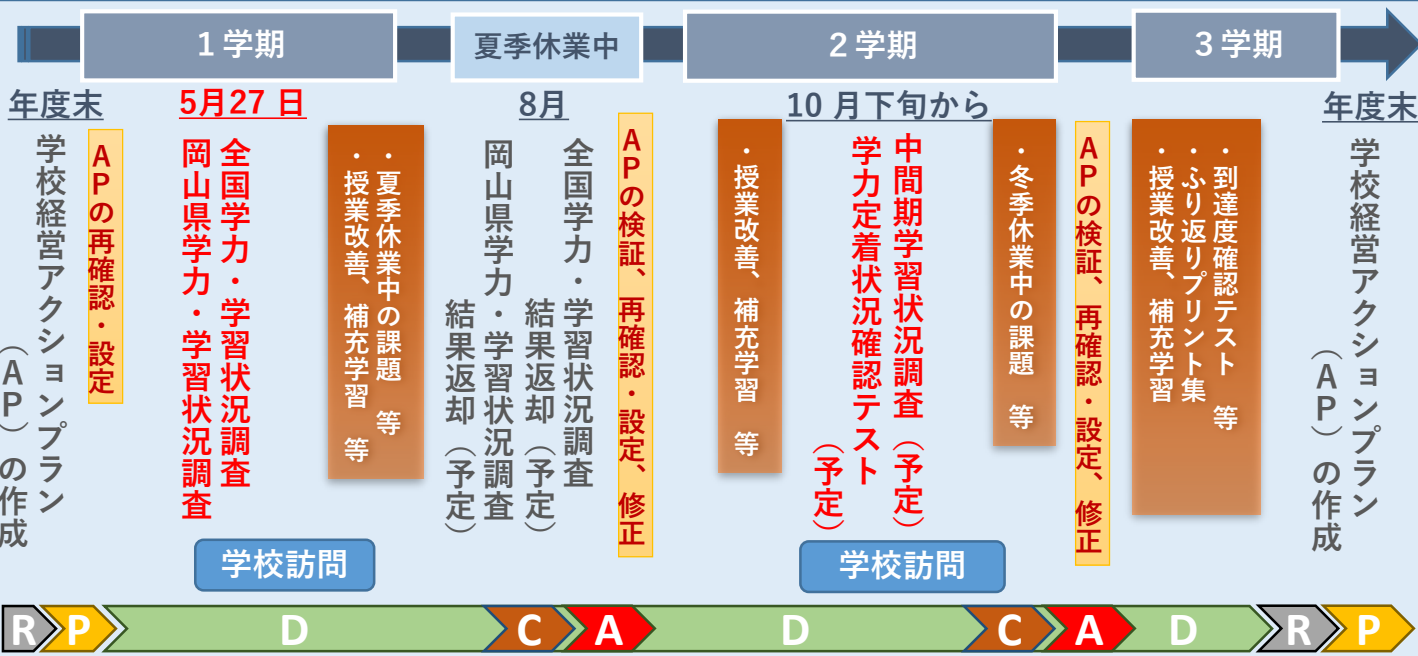 1学期
夏季休業中
2学期
3学期
年度末
学校経営アクションプラン
（AP）の作成
APの再確認・設定
5月27日
全国学力・学習状況調査
岡山県学力・学習状況調査
・夏季休業中の課題 等
・授業改善、補充学習 等
8月
全国学力・学習状況調査
結果返却（予定）
岡山県学力・学習状況調査
結果返却（予定）
APの検証、再確認・設定、修正
・授業改善、補充学習 等
10月下旬から
中間期学習状況調査（予定）
学力定着状況確認テスト
（予定）
・冬季休業中の課題 等
APの検証、再確認・設定、修正
・到達度確認テスト 等
・ふり返りプリント集
・授業改善、補充学習
年度末
学校経営アクションプラン
（AP）の作成
学校訪問
学校訪問
R P D C A D C A D R P